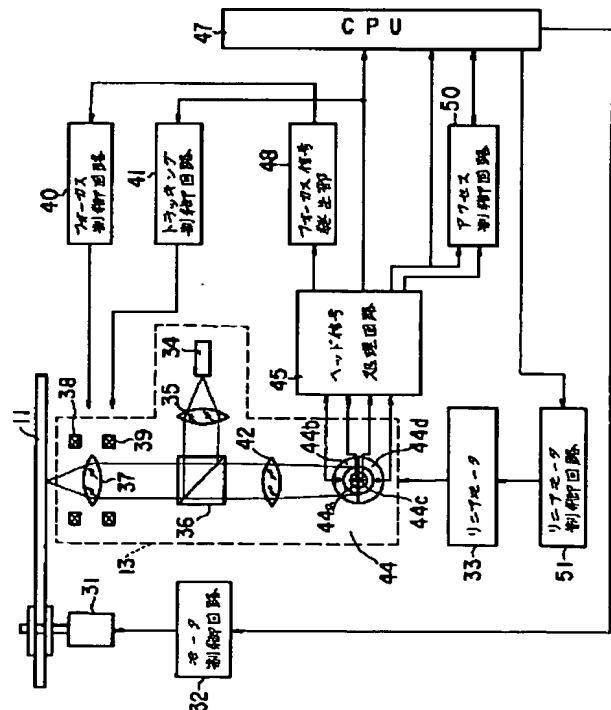 47
CPU
40
フォーカス
制御回路
41
トラッキング
制御回路
48
フォーカス信号
検出部
50
アクセス
制御回路
11
38
39
37
34
35
36
42
13
45
ヘッド信号
処理回路
44a
44b
44c
44d
44
31
32
モータ
制御回路
33
リニアモータ
51
リニアモータ
制御回路